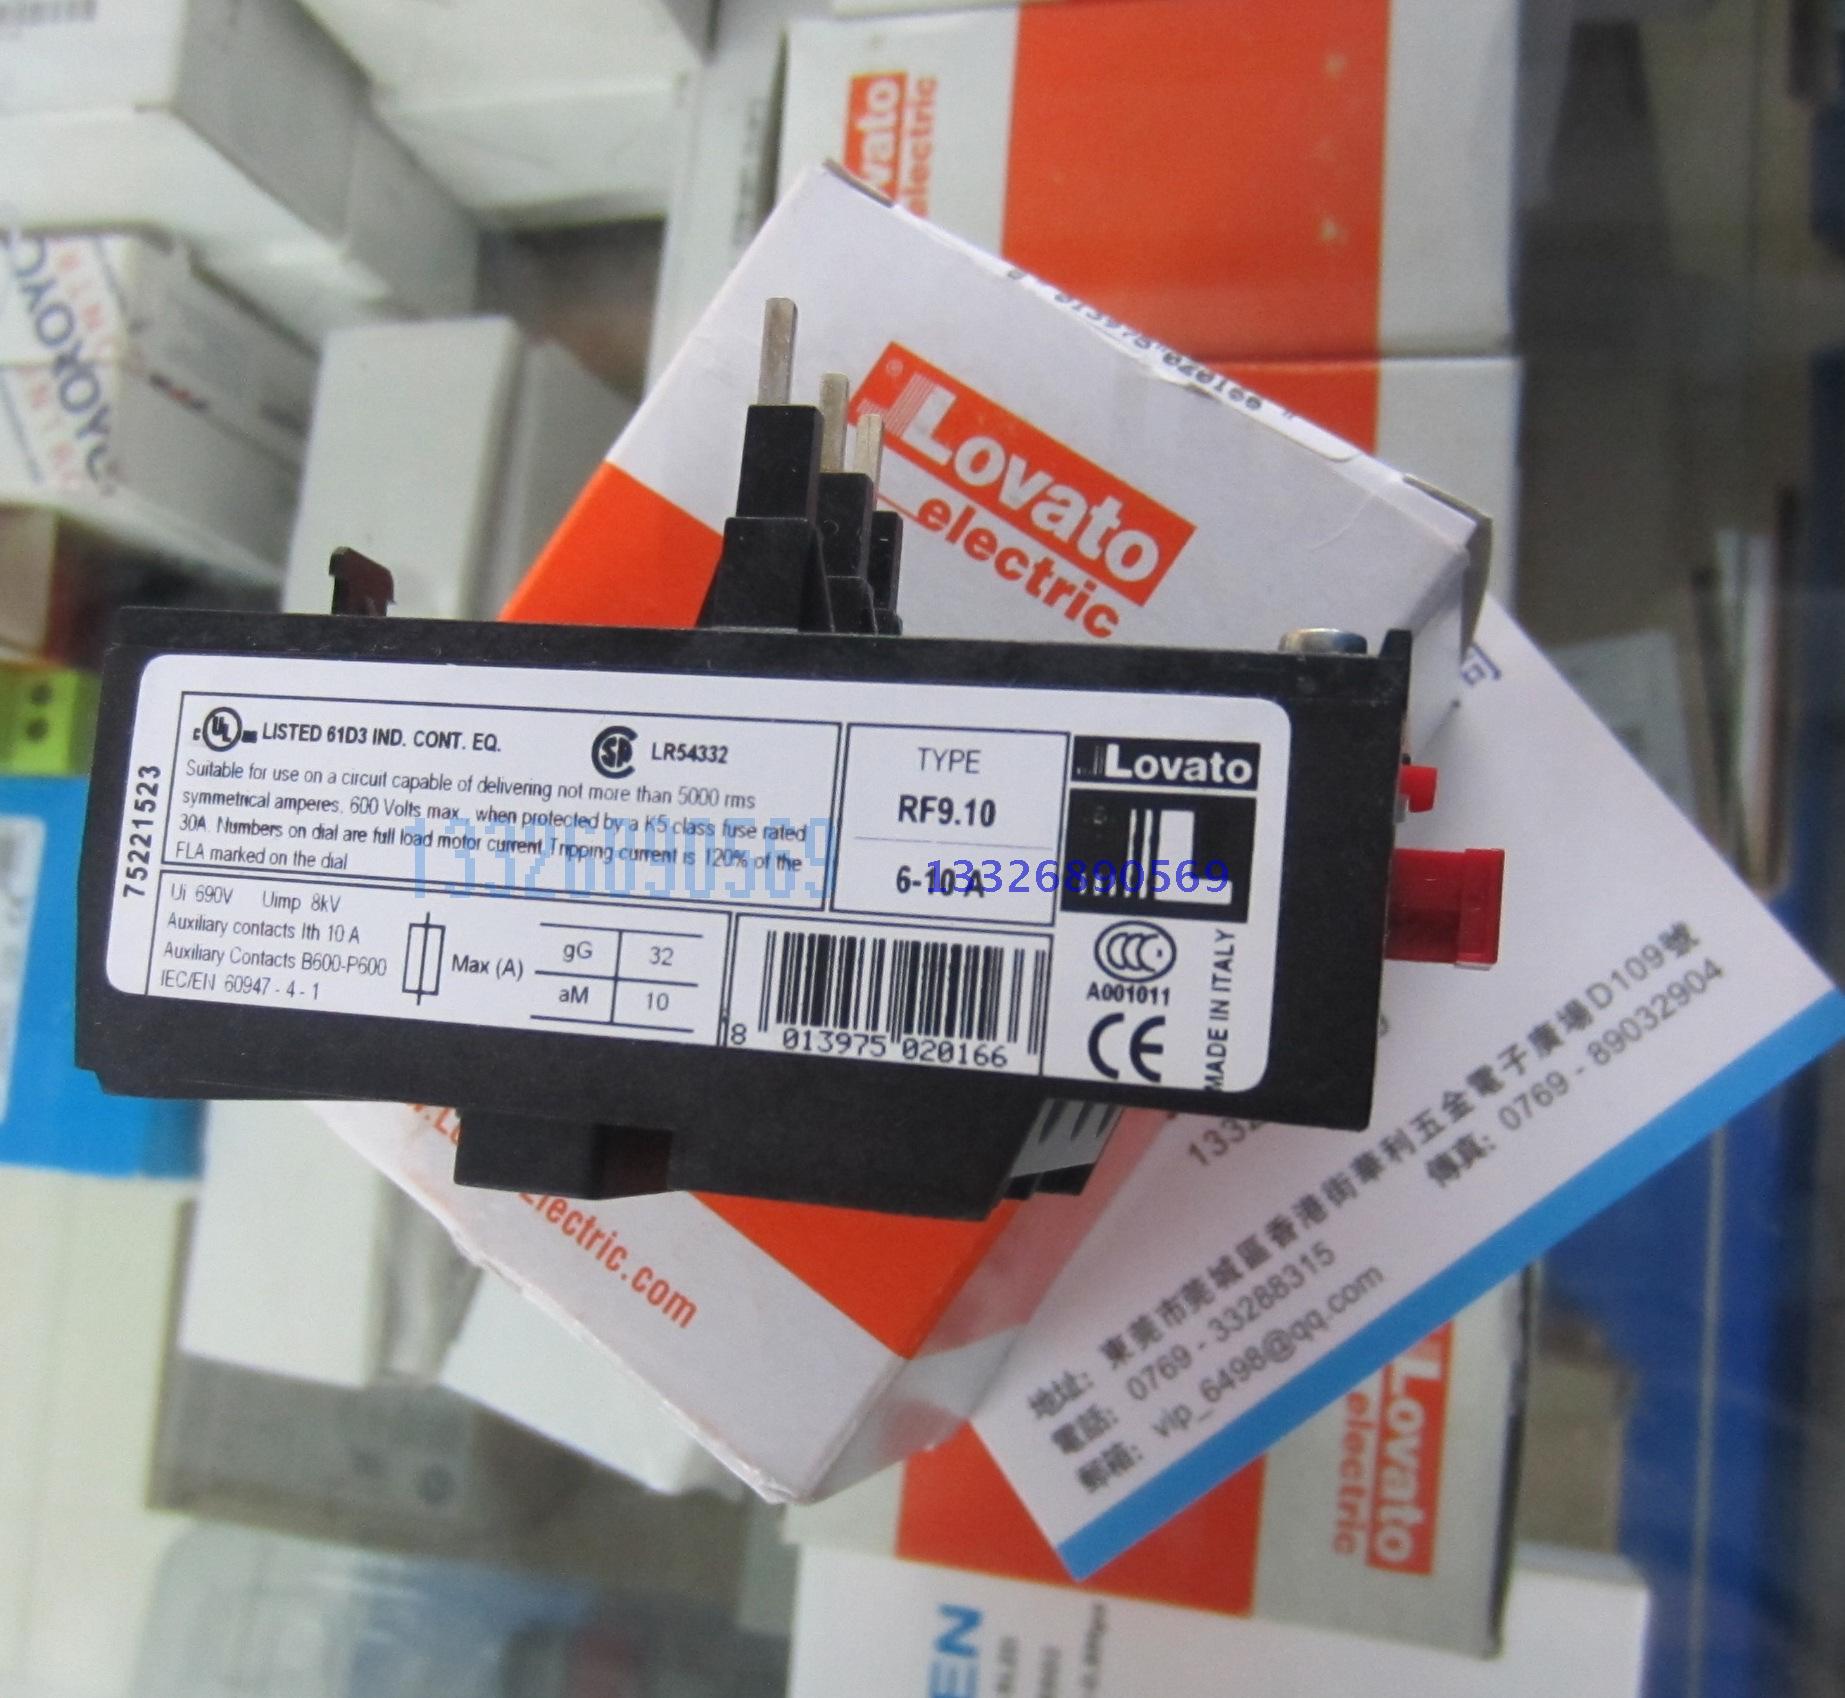 Lovato
electric
Lovato
electric
LISTED 61D3 IND. CONT. EQ.
LR54332
Suitable for use on a circuit capable of delivering not more than 5000 rms
symmetrical amperes, 600 Volts max., when protected by a K5 class fuse rated
30A. Numbers on dial are full load motor current. Tripping current is 120% of the
FLA marked on the dial
75221523
TYPE
RF9.10
6-10 A
Lovato
13326890569
13326890569
Ui 690V Uimp 8kV
Auxiliary contacts Ith 10 A
Auxiliary Contacts B600-P600
IEC/EN 60947 - 4 - 1
Max (A)
gG 32
aM 10
8 013975 020166
A001011
CE
MADE IN ITALY
Electric.com
地址: 東莞市莞城區香港街華利五金電子廣場D109號
電話: 0769 - 33288315 傳真: 0769 - 89032904
郵箱: vip_6498@qq.com
Lovato
electric
EN